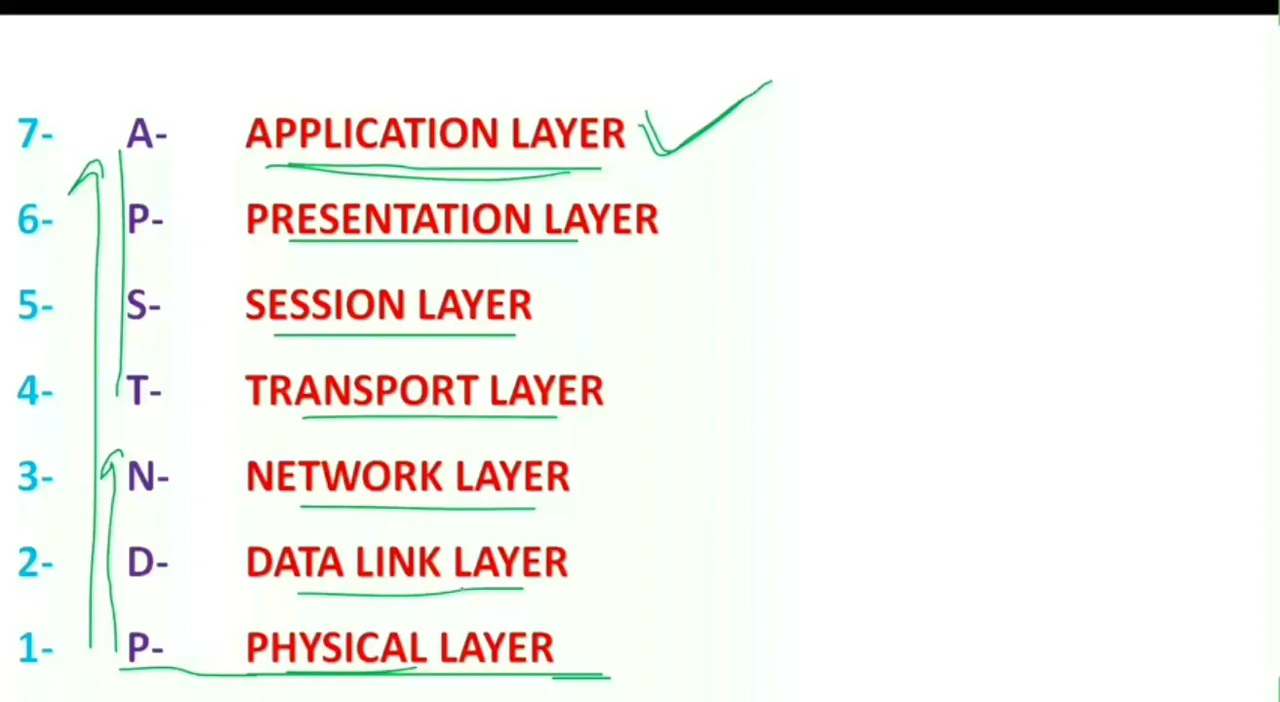 7- A- APPLICATION LAYER
6- P- PRESENTATION LAYER
5- S- SESSION LAYER
4- T- TRANSPORT LAYER
3- N- NETWORK LAYER
2- D- DATA LINK LAYER
1- P- PHYSICAL LAYER